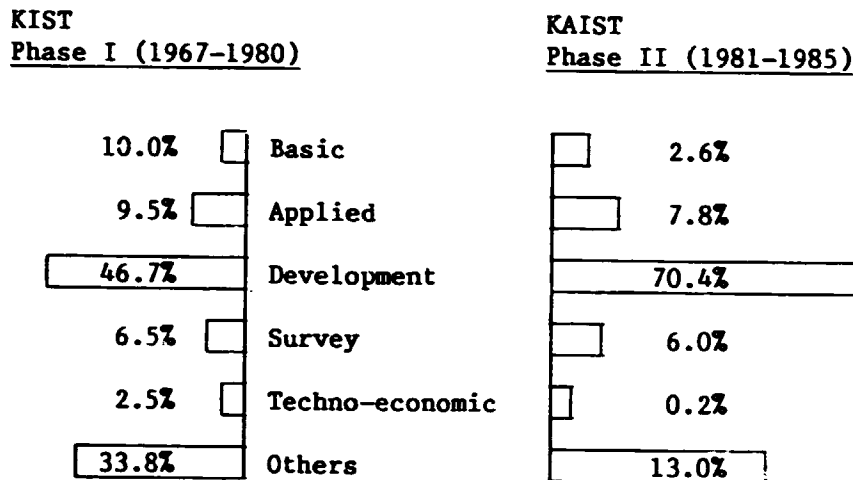 KIST
Phase I (1967-1980)
KAIST
Phase II (1981-1985)
10.0% Basic 2.6%
9.5% Applied 7.8%
46.7% Development 70.4%
6.5% Survey 6.0%
2.5% Techno-economic 0.2%
33.8% Others 13.0%